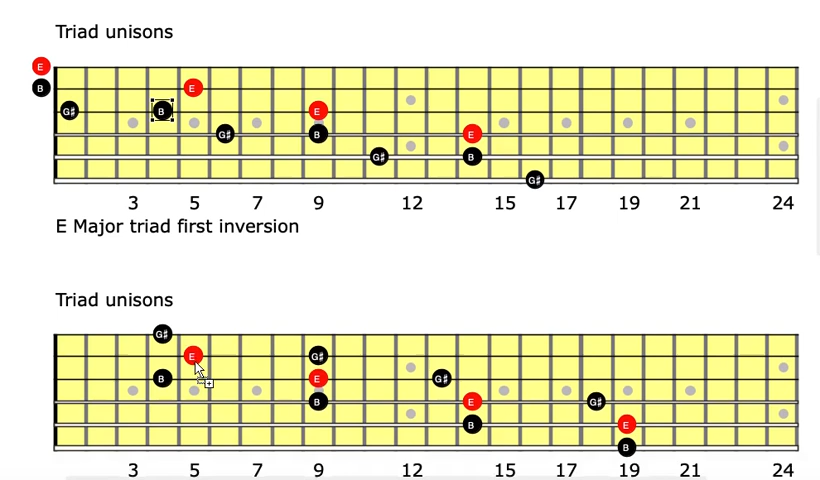 Triad unisons
E
B E
G♯ B E
G♯ B E
G♯ B
G♯
3 5 7 9 12 15 17 19 21 24
E Major triad first inversion
Triad unisons
G♯
E G♯
B E G♯
B E G♯
B E
B
3 5 7 9 12 15 17 19 21 24